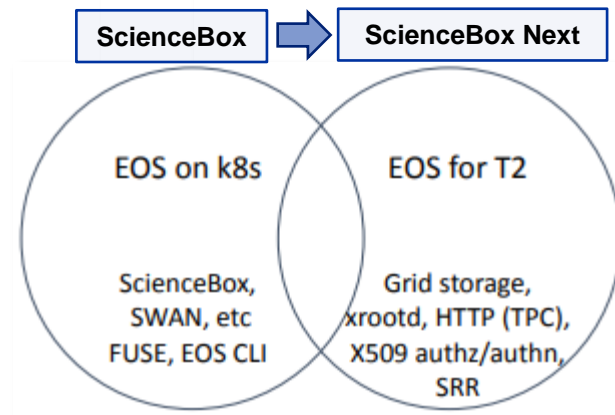 ScienceBox
ScienceBox Next
EOS on k8s
EOS for T2
ScienceBox,
SWAN, etc
FUSE, EOS CLI
Grid storage,
xrootd, HTTP (TPC),
X509 authz/authn,
SRR